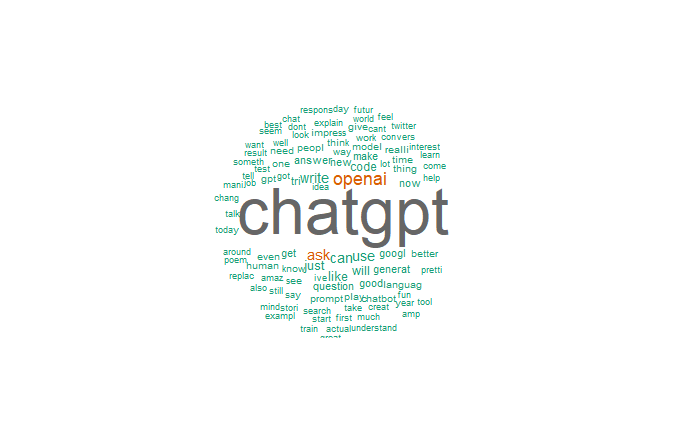 respons day futur
chat explain world feel
best dont give cant twitter
seem look impress work convers
want well peopl think model realli interest
result need way make learn
someth one answer new code lot time come
test thing
tell gpt got tri write openai now help
mani job idea
chang
chatgpt
talk
today
around even get ask can use googl better
poem human know just will generat pretti
replac amaz see ive like
also still question good languag
say prompt play chatbot fun
mind stori search take creat year tool
exampl start first much amp
train actual understand
great